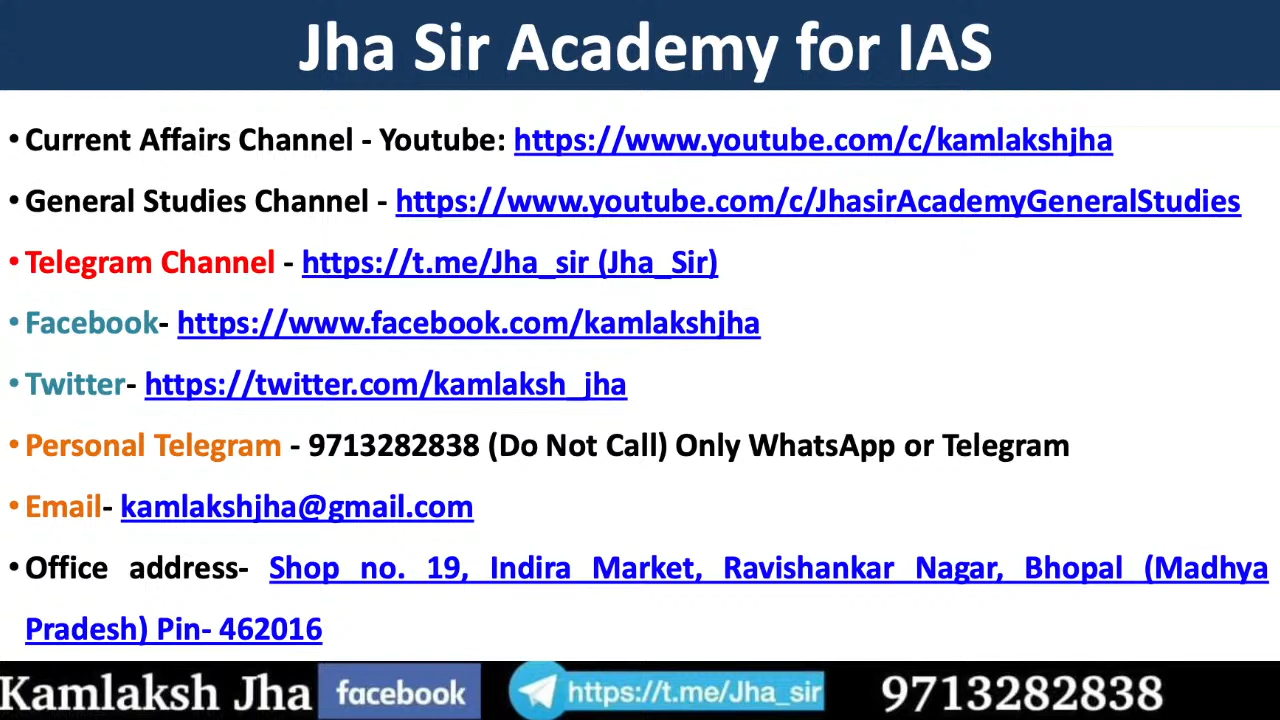 Jha Sir Academy for IAS
• Current Affairs Channel - Youtube: https://www.youtube.com/c/kamlakshjha
• General Studies Channel - https://www.youtube.com/c/JhasirAcademyGeneralStudies
• Telegram Channel - https://t.me/Jha_sir (Jha_Sir)
• Facebook- https://www.facebook.com/kamlakshjha
• Twitter- https://twitter.com/kamlaksh_jha
• Personal Telegram - 9713282838 (Do Not Call) Only WhatsApp or Telegram
• Email- kamlakshjha@gmail.com
• Office address- Shop no. 19, Indira Market, Ravishankar Nagar, Bhopal (Madhya
Pradesh) Pin- 462016
Kamlaksh Jha facebook https://t.me/Jha_sir 9713282838